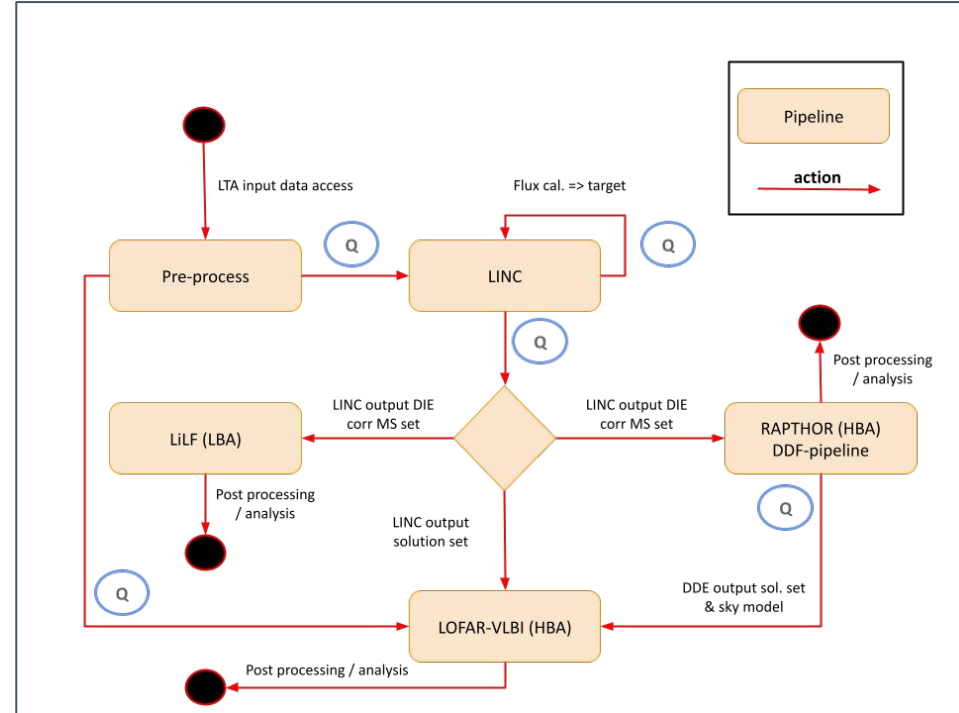 Pipeline
action
LTA input data access
Flux cal. => target
Q
Q
Pre-process
LINC
Q
Post processing
/ analysis
LINC output DIE
corr MS set
LINC output DIE
corr MS set
LiLF (LBA)
RAPTHOR (HBA)
DDF-pipeline
Post processing
/ analysis
Q
LINC output
solution set
Q
DDE output sol. set
& sky model
LOFAR-VLBI (HBA)
Post processing / analysis